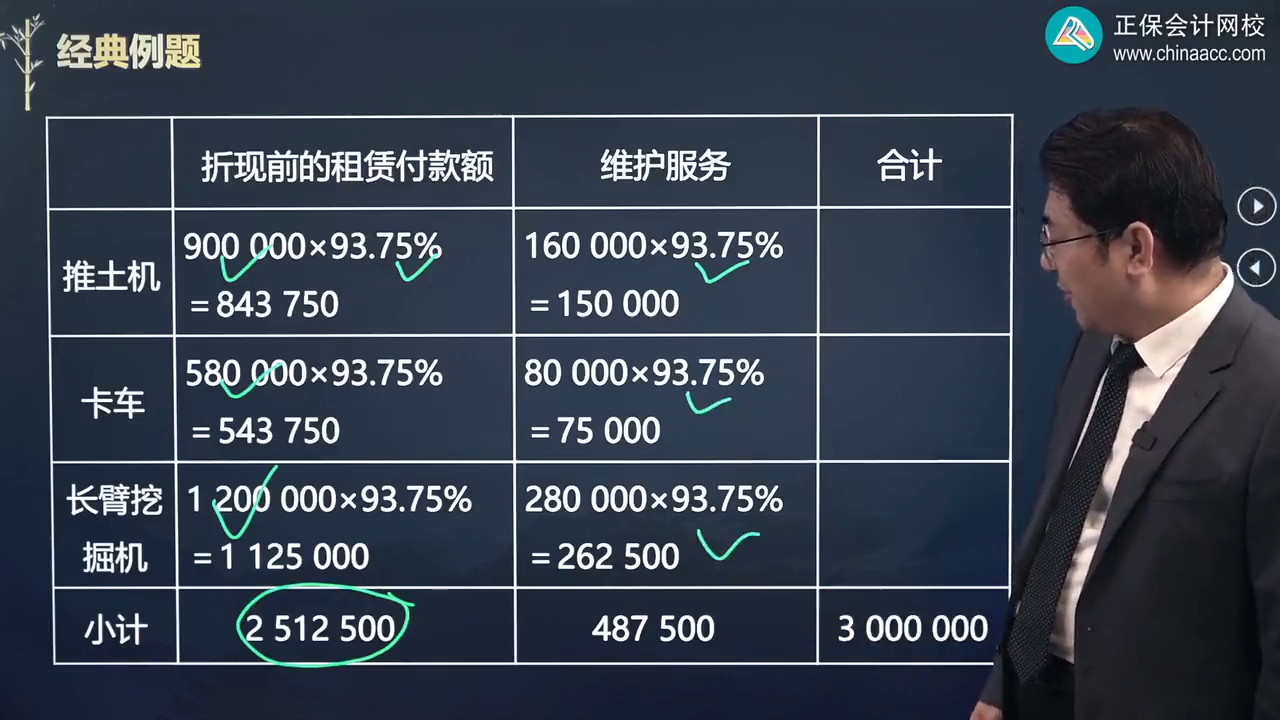 经典例题
正保会计网校
www.chinaacc.com
折现前的租赁付款额 维护服务 合计
推土机
900 000×93.75%
=843 750
160 000×93.75%
=150 000
卡车
580 000×93.75%
=543 750
80 000×93.75%
=75 000
长臂挖
掘机
1 200 000×93.75%
=1 125 000
280 000×93.75%
=262 500
小计 2 512 500 487 500 3 000 000